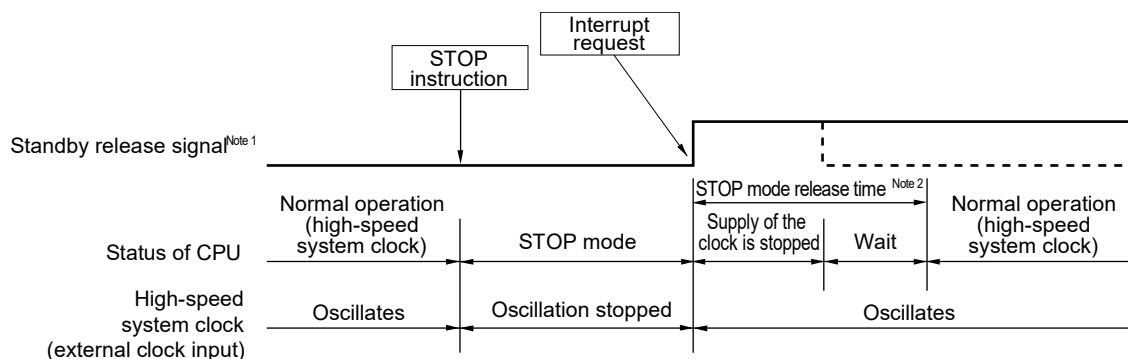 Interrupt
request
STOP
instruction
Standby release signal Note 1
STOP mode release time Note 2
Normal operation
(high-speed
system clock)
Supply of the
clock is stopped
Normal operation
(high-speed
system clock)
Status of CPU
STOP mode
Wait
High-speed
system clock
(external clock input)
Oscillates
Oscillation stopped
Oscillates